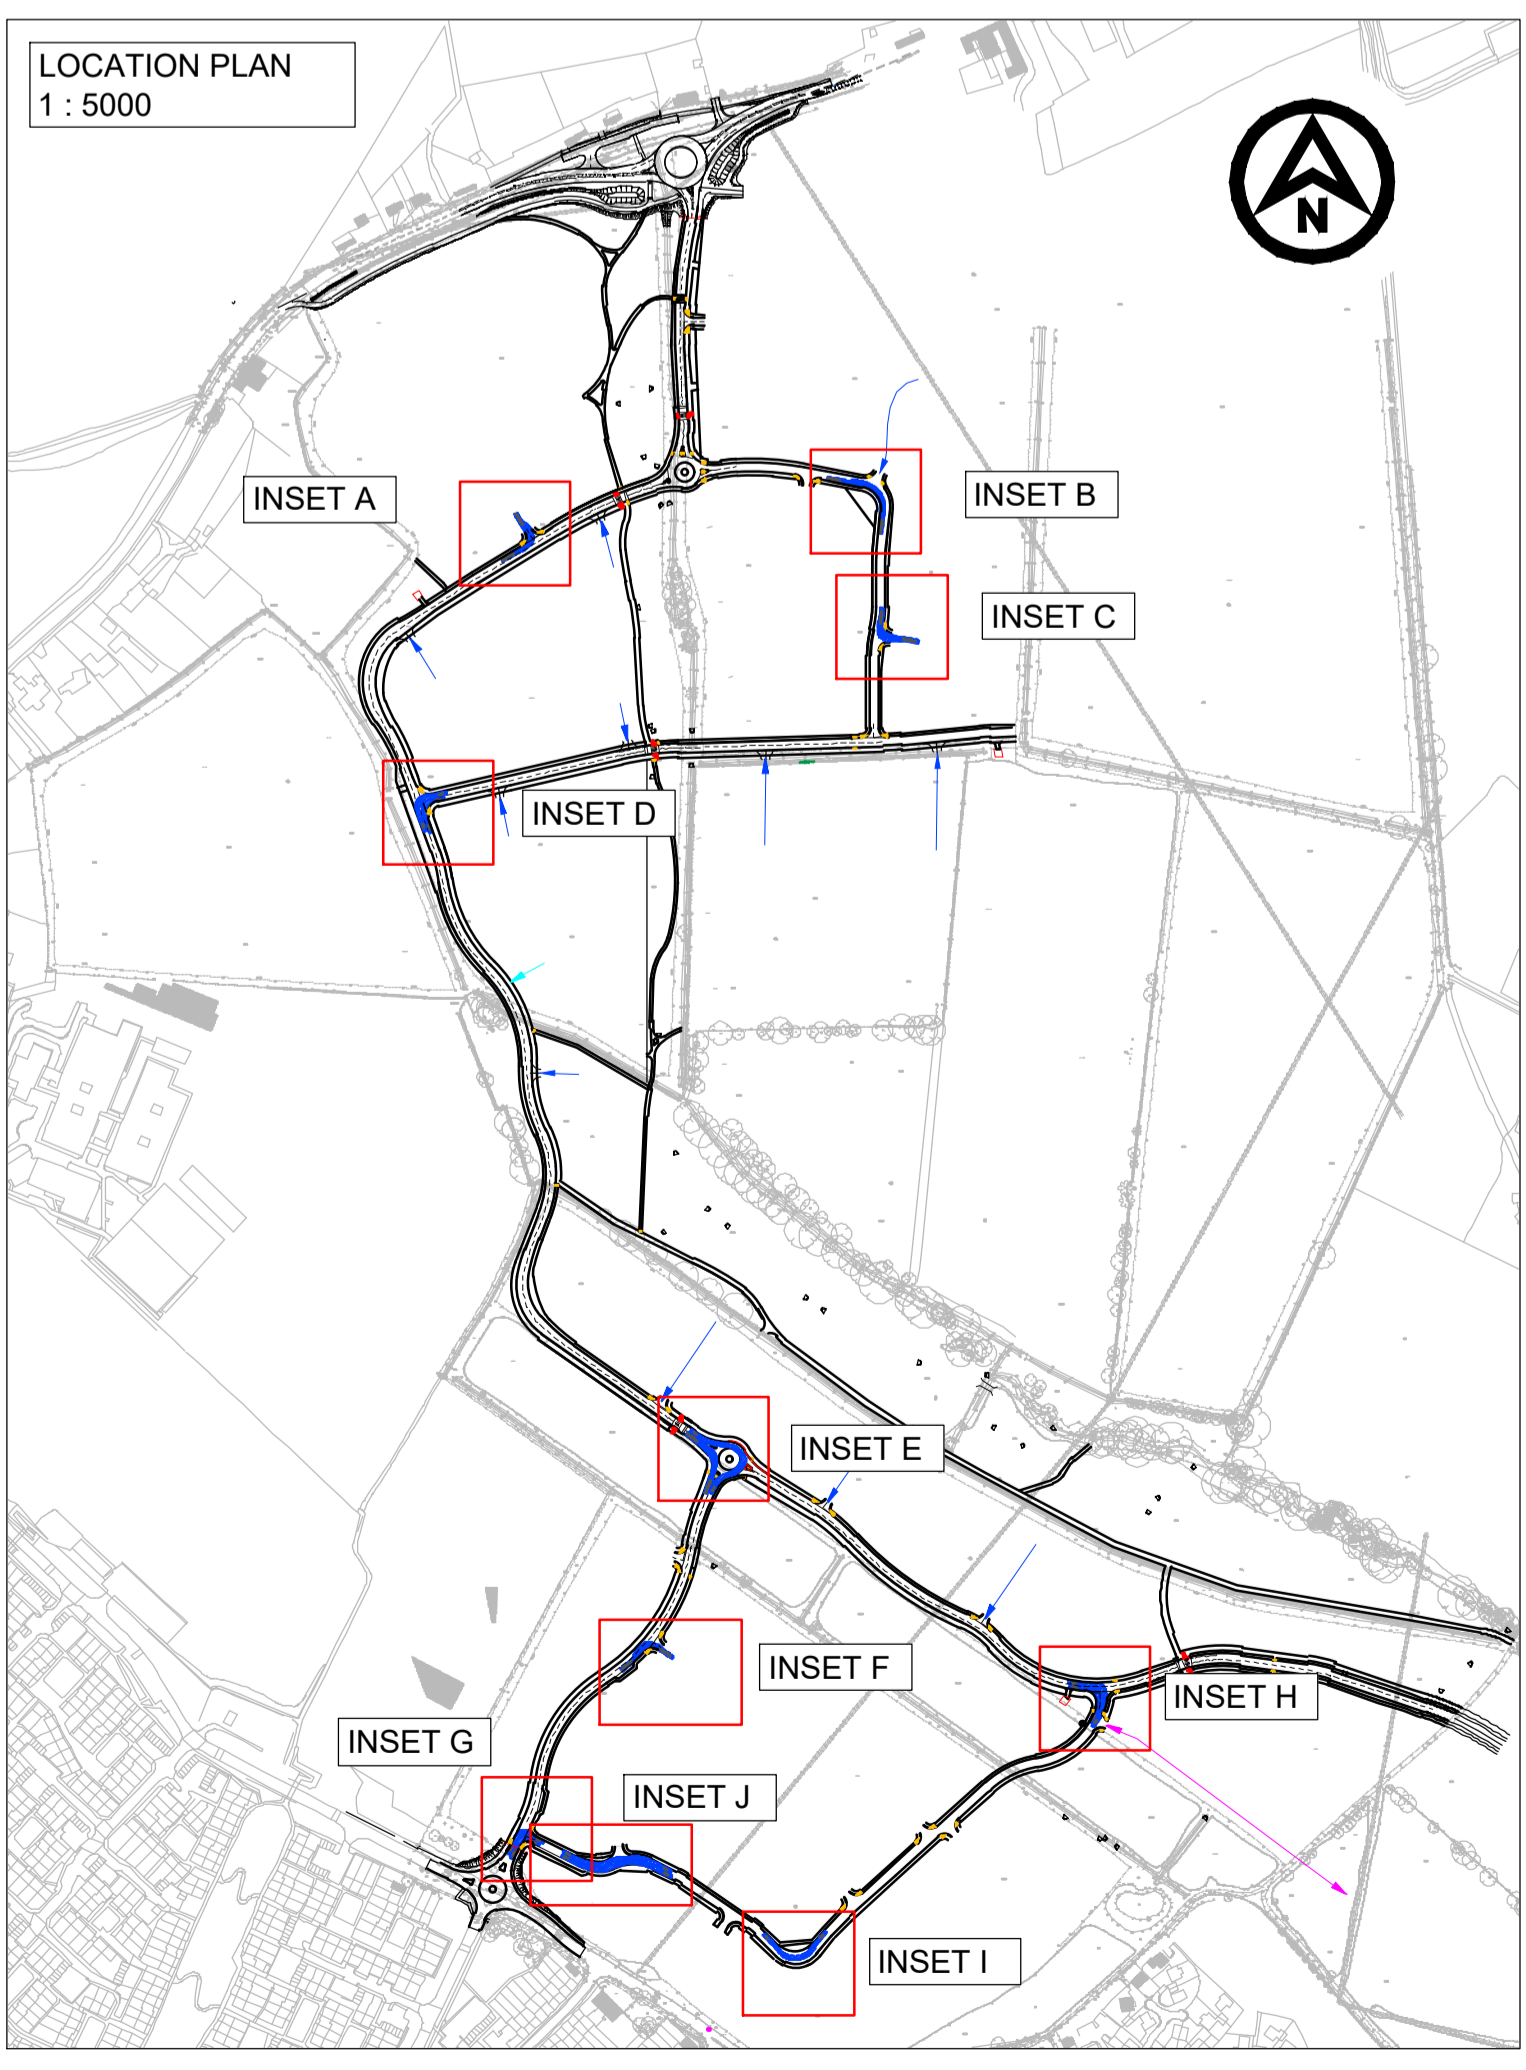 LOCATION PLAN
1 : 5000
N
INSET A
INSET B
INSET C
INSET D
INSET E
INSET F
INSET H
INSET G
INSET J
INSET I